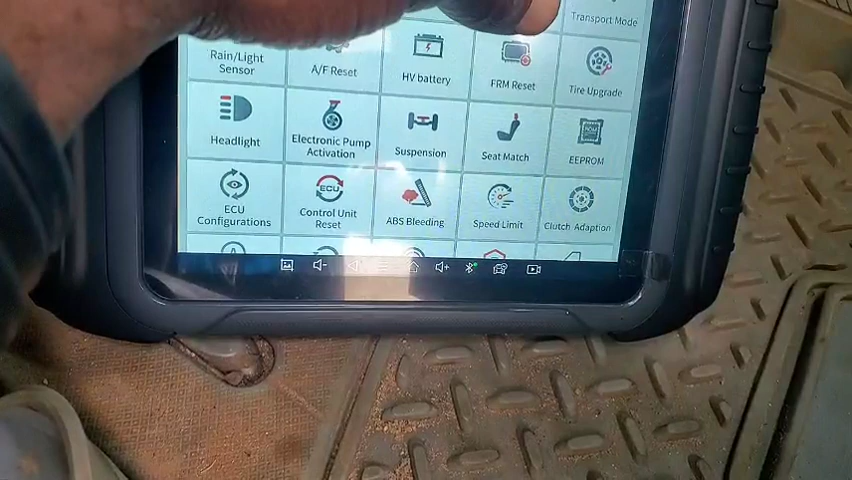 Transport Mode
Rain/Light
Sensor
A/F Reset
HV battery
FRM Reset
Tire Upgrade
Headlight
Electronic Pump
Activation
Suspension
Seat Match
EEPROM
ECU
Configurations
ECU
Control Unit
Reset
ABS Bleeding
Speed Limit
Clutch Adaption